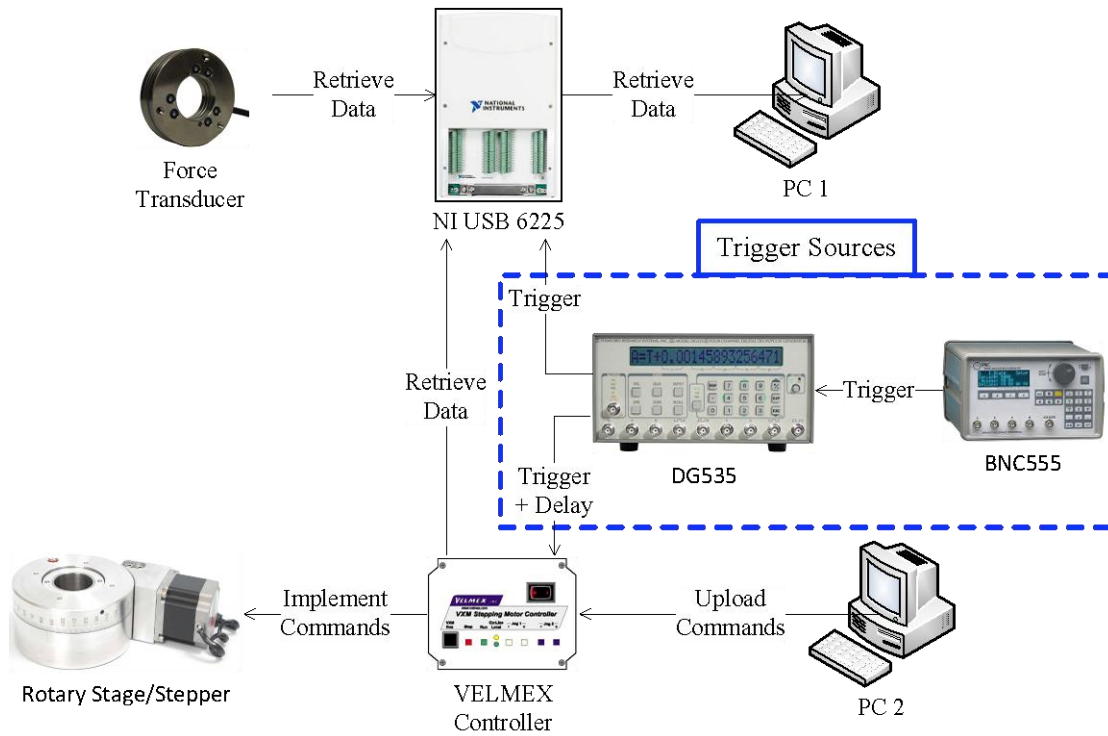 Retrieve
Data
Retrieve
Data
NATIONAL
INSTRUMENTS
Force
Transducer
NI USB 6225
PC 1
Trigger Sources
Trigger
A=T+0.00145893256471
Trigger
DG535
BNC555
Retrieve
Data
Trigger
+ Delay
VELMEX
VXM Stepping Motor Controller
Implement
Commands
Upload
Commands
Rotary Stage/Stepper
VELMEX
Controller
PC 2